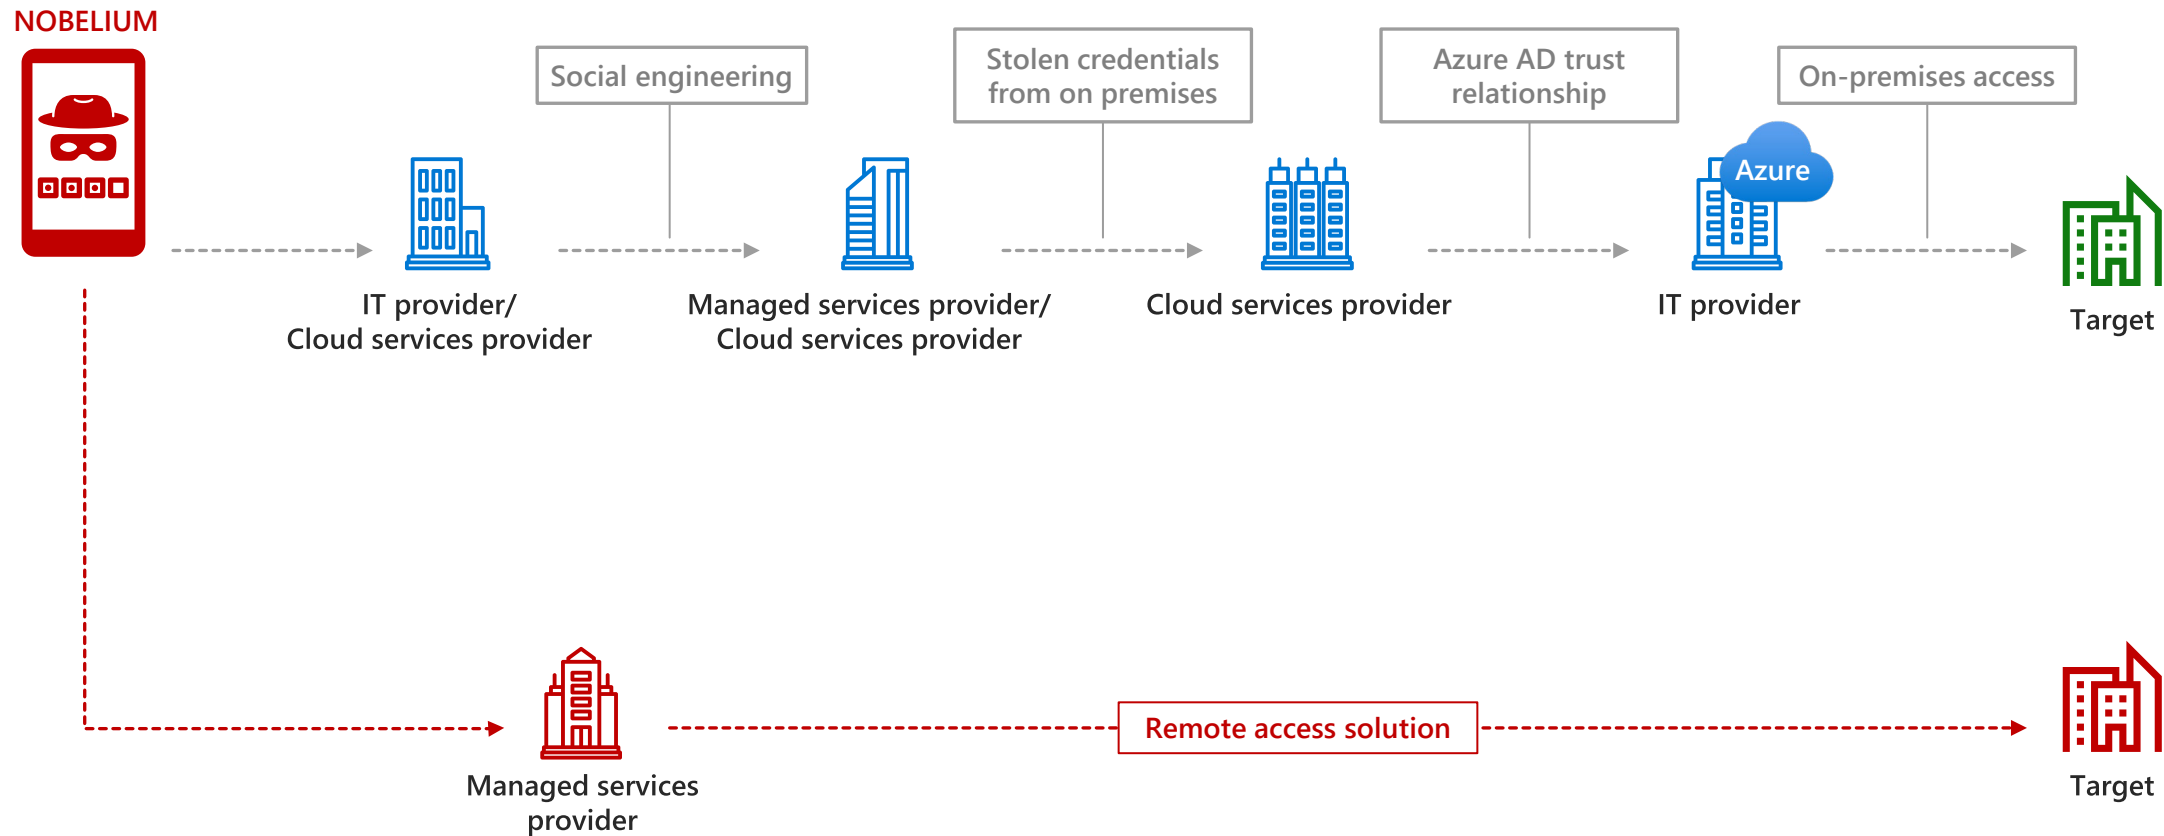 NOBELIUM
Social engineering
Stolen credentials
from on premises
Azure AD trust
relationship
On-premises access
Azure
IT provider/
Cloud services provider
Managed services provider/
Cloud services provider
Cloud services provider
IT provider
Target
Remote access solution
Managed services
provider
Target